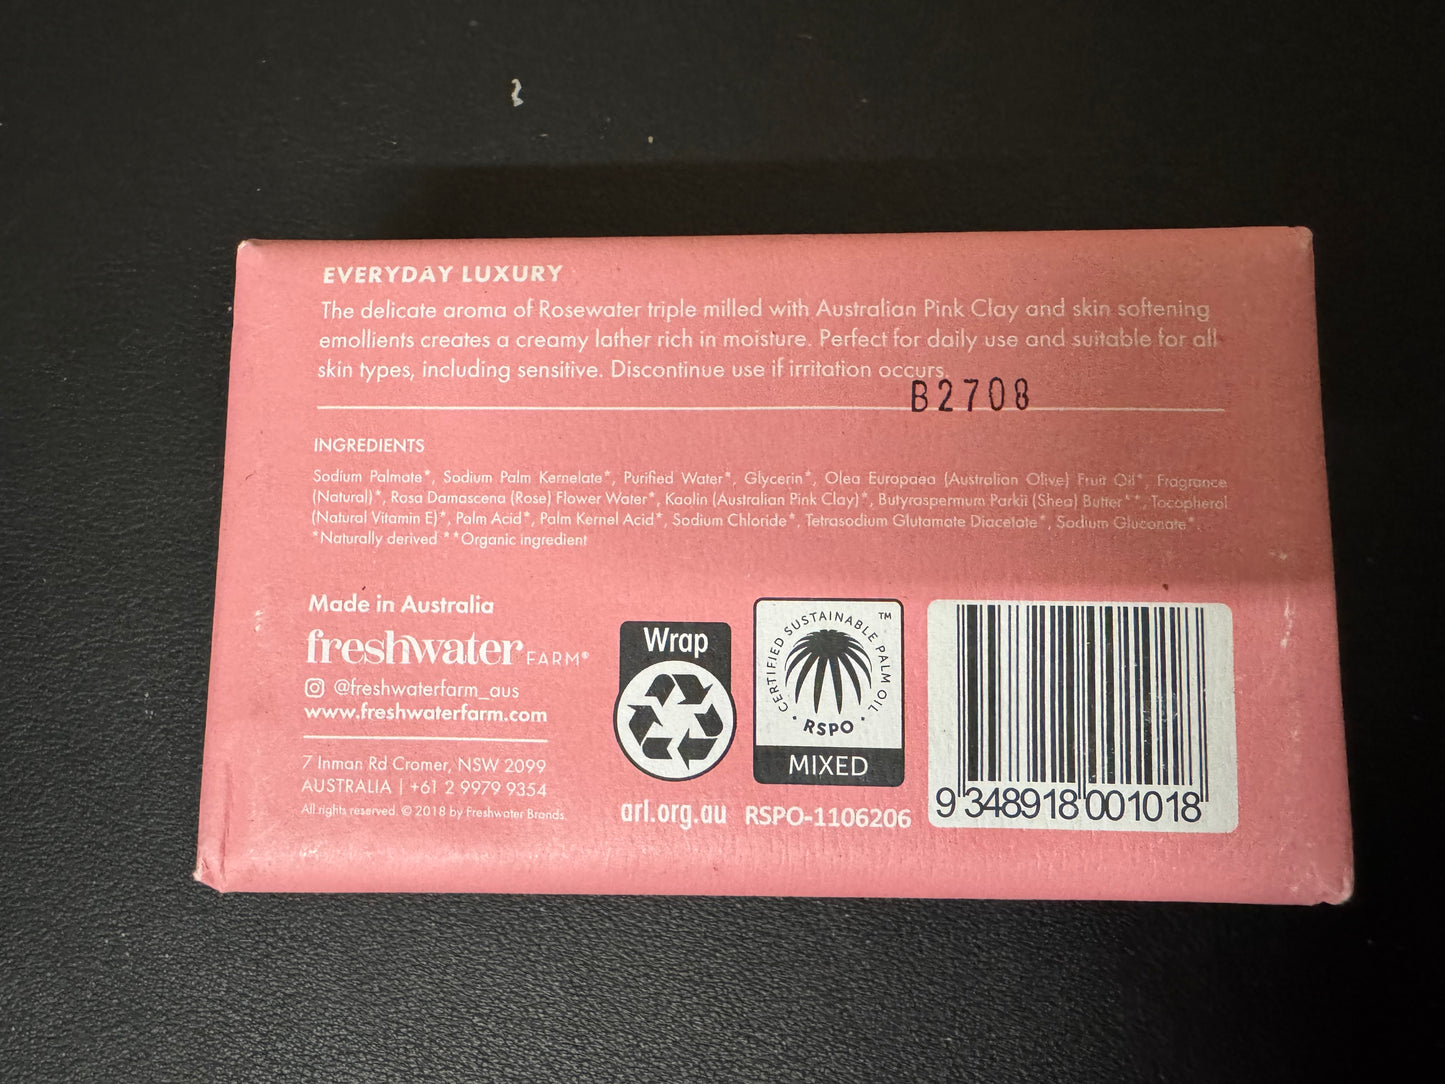 EVERYDAY LUXURY
The delicate aroma of Rosewater triple milled with Australian Pink Clay and skin softening
emollients creates a creamy lather rich in moisture. Perfect for daily use and suitable for all
skin types, including sensitive. Discontinue use if irritation occurs.
B2708
INGREDIENTS
Sodium Palmate*, Sodium Palm Kernelate*, Purified Water*, Glycerin*, Olea Europaea (Australian Olive) Fruit Oil*, Fragrance
(Natural)*, Rosa Damascena (Rose) Flower Water*, Kaolin (Australian Pink Clay)*, Butyrospermum Parkii (Shea) Butter**, Tocopherol
(Natural Vitamin E)*, Palm Acid*, Palm Kernel Acid*, Sodium Chloride*, Tetrasodium Glutamate Diacetate*, Sodium Gluconate*.
*Naturally derived **Organic ingredient
Made in Australia
freshwater FARM®
@freshwaterfarm_aus
www.freshwaterfarm.com
7 Inman Rd Cromer, NSW 2099
AUSTRALIA | +61 2 9979 9354
All rights reserved. © 2018 by Freshwater Brands.
Wrap
arl.org.au
CERTIFIED SUSTAINABLE PALM OIL ™
· RSPO ·
MIXED
RSPO-1106206
9 348918 001018